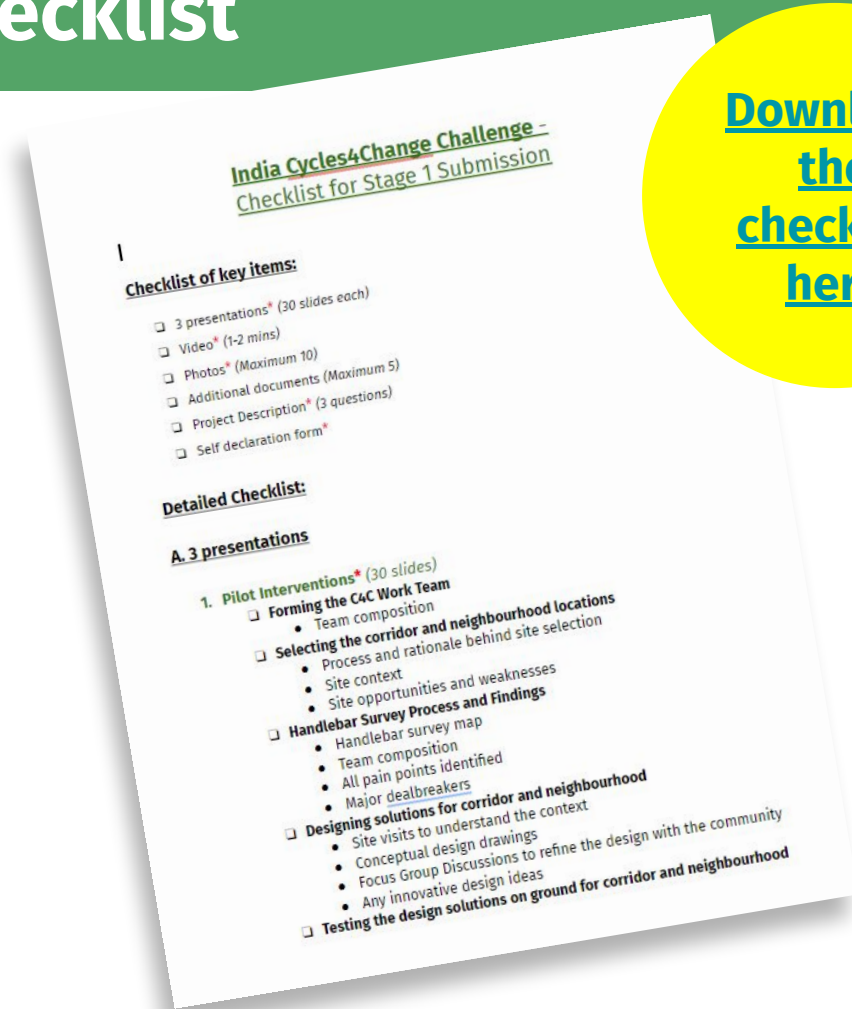 ecklist
India Cycles4Change Challenge -
Checklist for Stage 1 Submission
Checklist of key items:
❏ 3 presentations* (30 slides each)
❏ Video* (1-2 mins)
❏ Photos* (Maximum 10)
❏ Additional documents (Maximum 5)
❏ Project Description* (3 questions)
❏ Self declaration form*
Detailed Checklist:
A. 3 presentations
1. Pilot Interventions* (30 slides)
❏ Forming the C4C Work Team
● Team composition
❏ Selecting the corridor and neighbourhood locations
● Process and rationale behind site selection
● Site context
● Site opportunities and weaknesses
❏ Handlebar Survey Process and Findings
● Handlebar survey map
● Team composition
● All pain points identified
● Major dealbreakers
❏ Designing solutions for corridor and neighbourhood
● Site visits to understand the context
● Conceptual design drawings
● Focus Group Discussions to refine the design with the community
● Any innovative design ideas
❏ Testing the design solutions on ground for corridor and neighbourhood
Downl
the
check
her